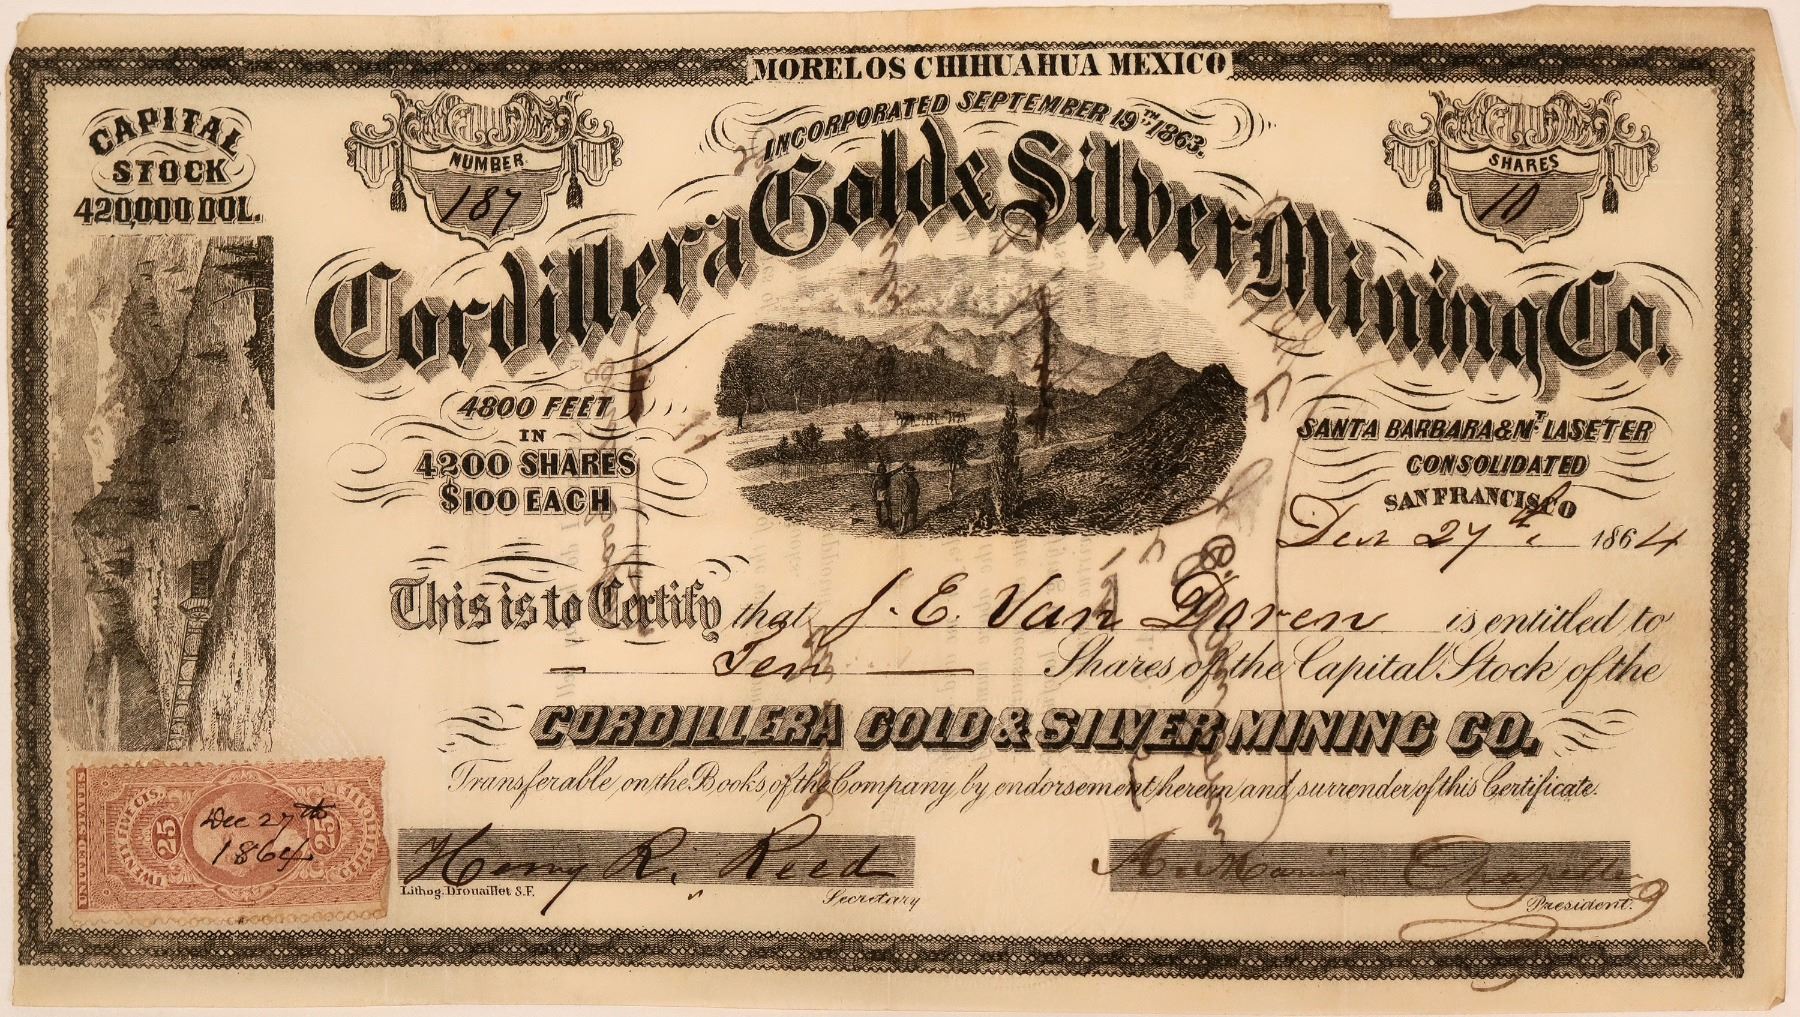 MORELOS CHIHUAHUA MEXICO
INCORPORATED SEPTEMBER 19TH 1863.
CAPITAL
STOCK
420,000 DOL.
NUMBER
187
SHARES
10
Cordillera Gold & Silver Mining Co.
4800 FEET
IN
4200 SHARES
$100 EACH
SANTA BARBARA & MT LASETER
CONSOLIDATED
SAN FRANCISCO
Dec 27th 1864
This is to Certify that J. E. Van Doren is entitled to
Ten Shares of the Capital Stock of the
CORDILLERA GOLD & SILVER MINING CO.
Transferable on the Books of the Company by endorsement hereon and surrender of this Certificate.
UNITED STATES
INTER. REVENUE
25 25
CERTIFICATE
Dec 27th
1864
Henry R. Reed
Lithog. Drouaillet S.F.
Secretary
President.